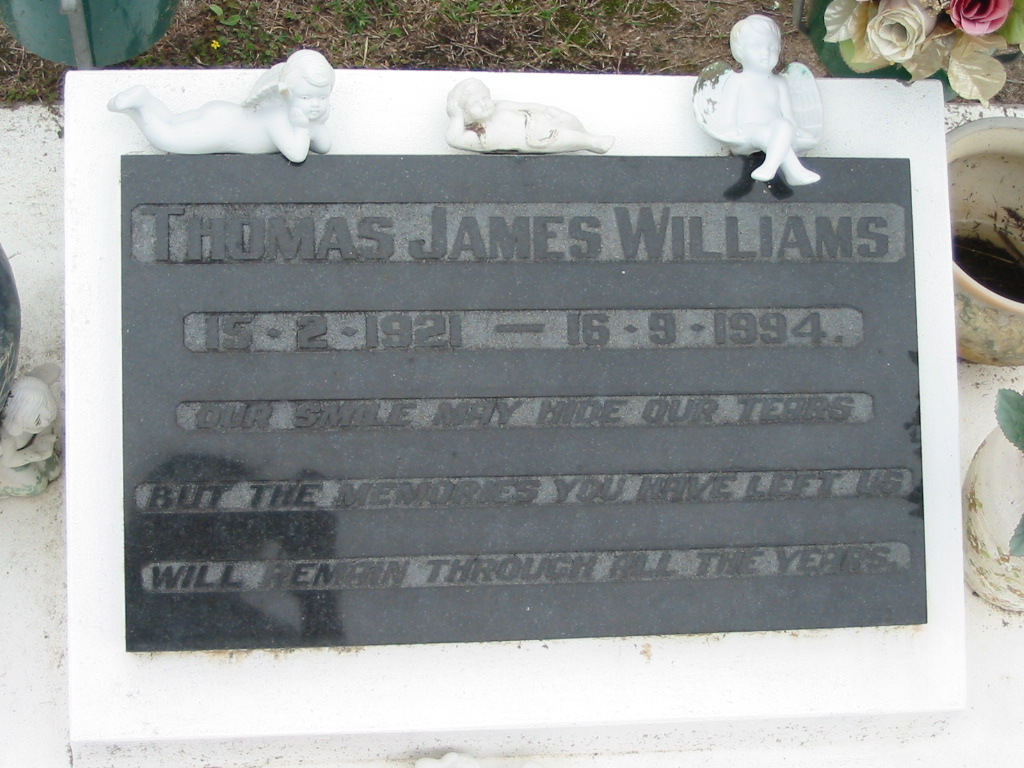 THOMAS JAMES WILLIAMS
15 · 2 · 1921 — 16 · 9 · 1994.
OUR SMILE MAY HIDE OUR TEARS
BUT THE MEMORIES YOU HAVE LEFT US
WILL REMAIN THROUGH ALL THE YEARS.